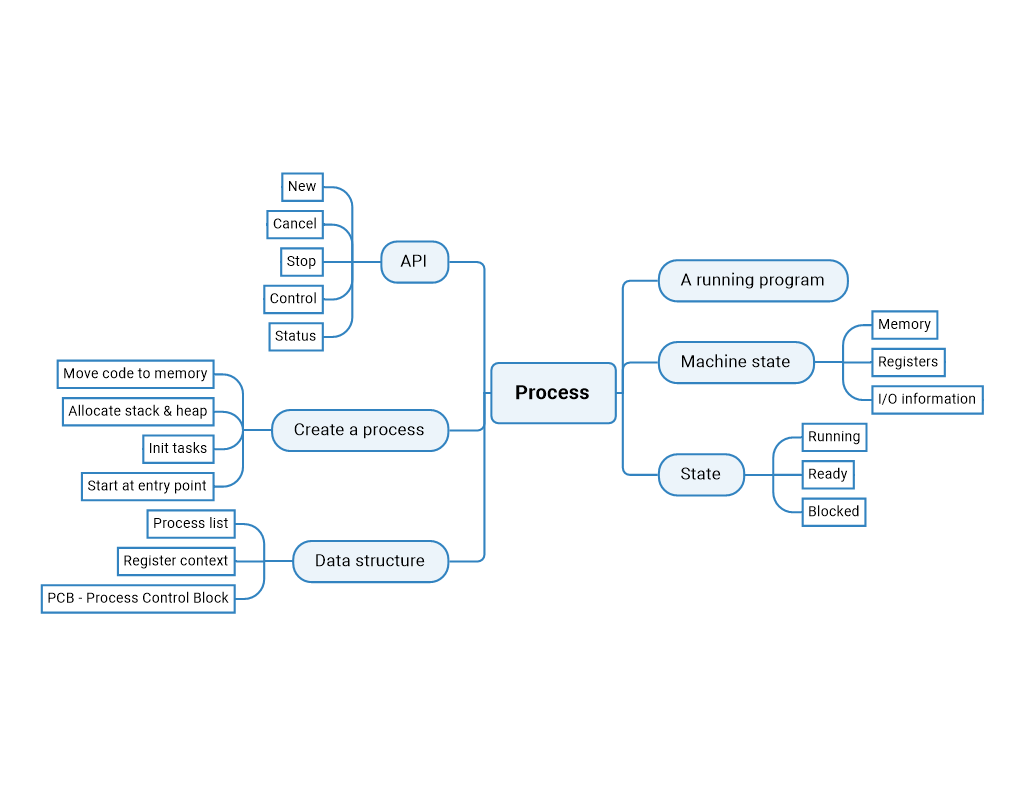 Process
A running program
Machine state
Memory
Registers
I/O information
State
Running
Ready
Blocked
API
New
Cancel
Stop
Control
Status
Create a process
Move code to memory
Allocate stack & heap
Init tasks
Start at entry point
Data structure
Process list
Register context
PCB - Process Control Block